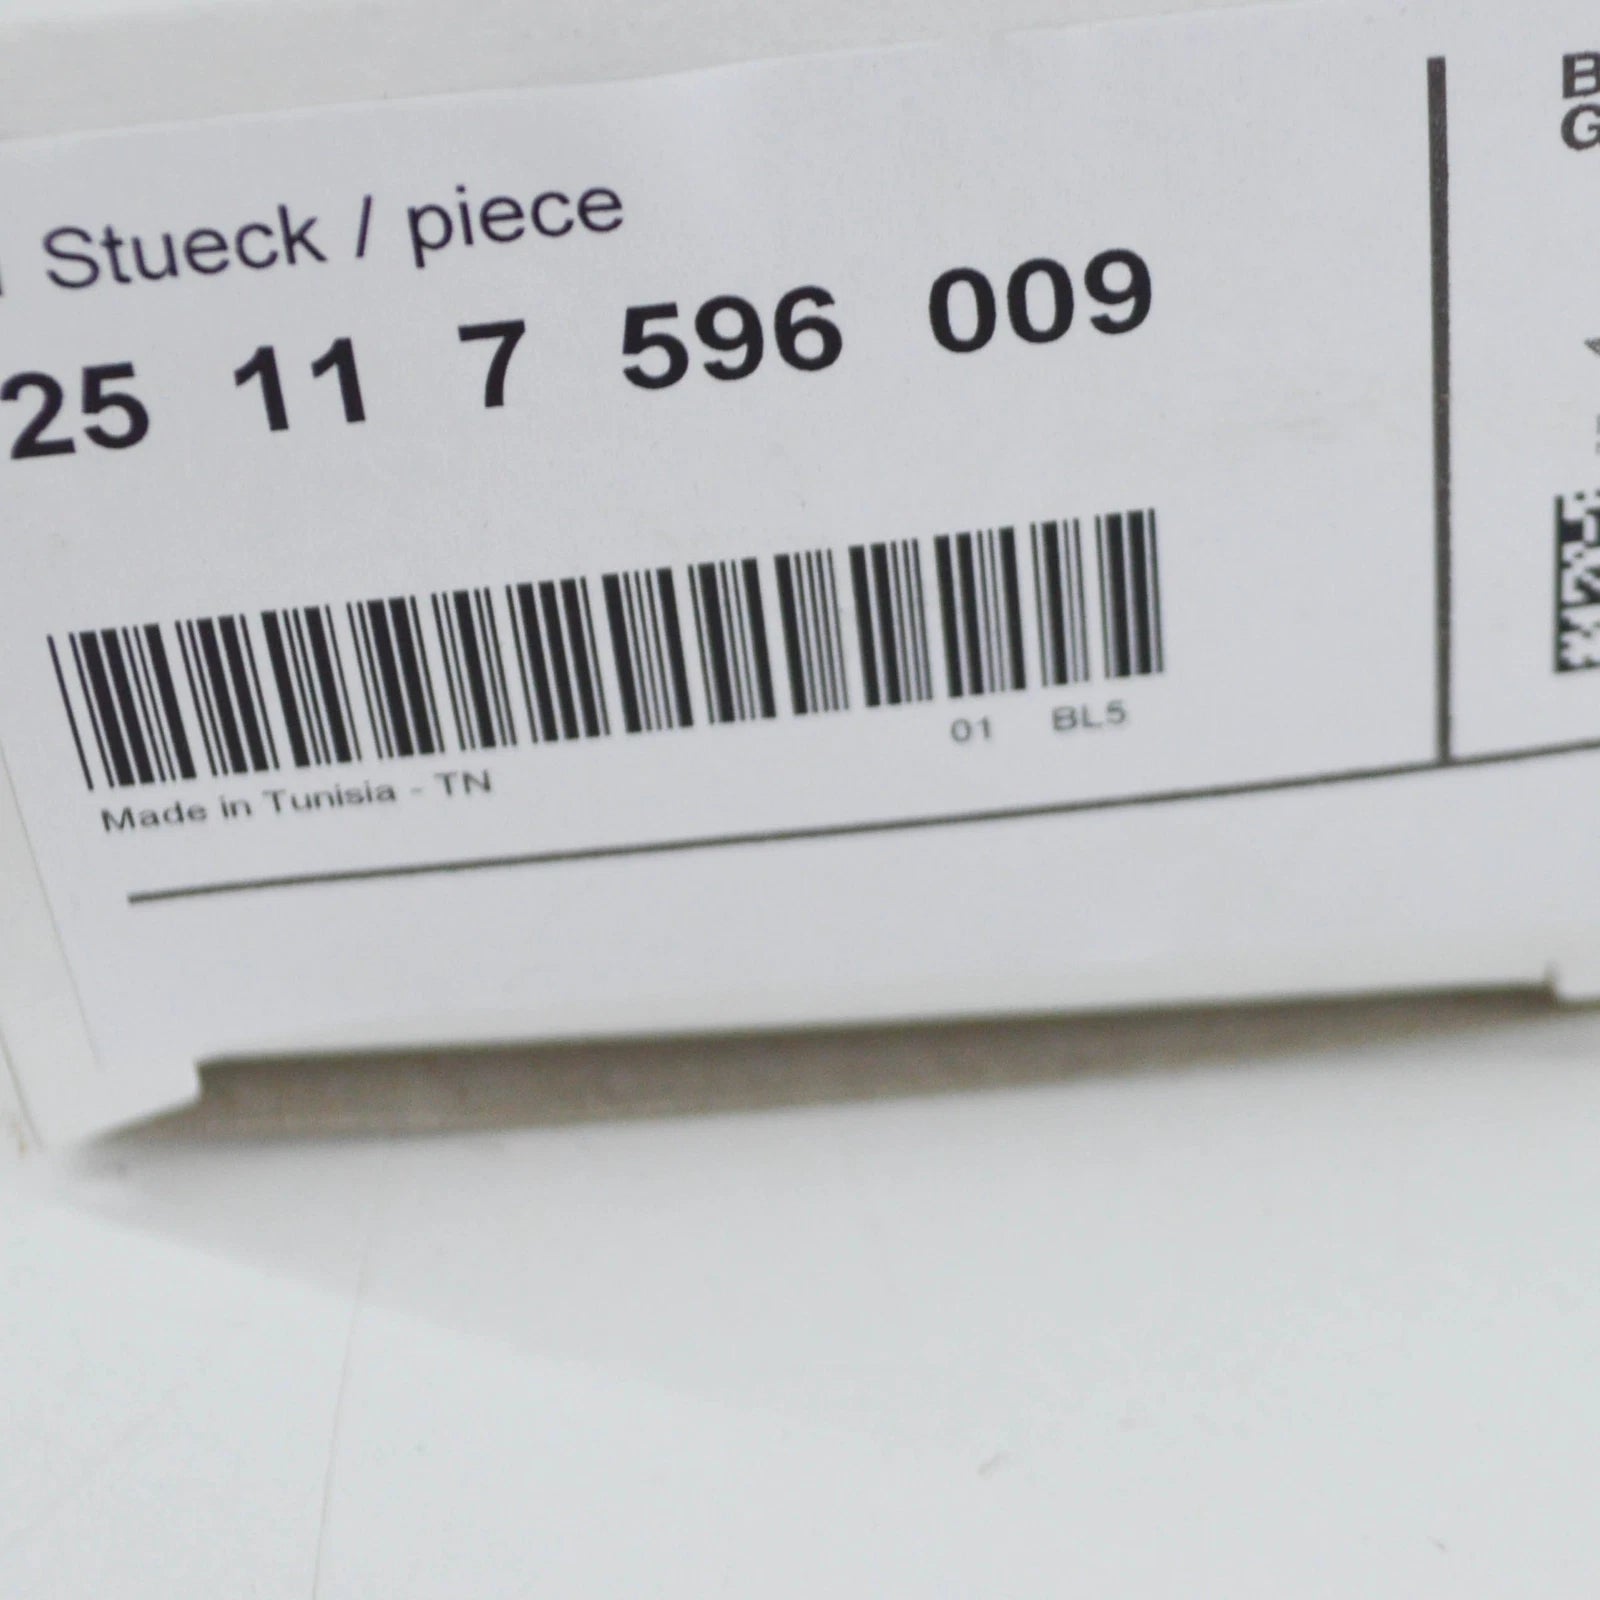 Stueck / piece
25 11 7 596 009
01 BL5
Made in Tunisia - TN
B
G